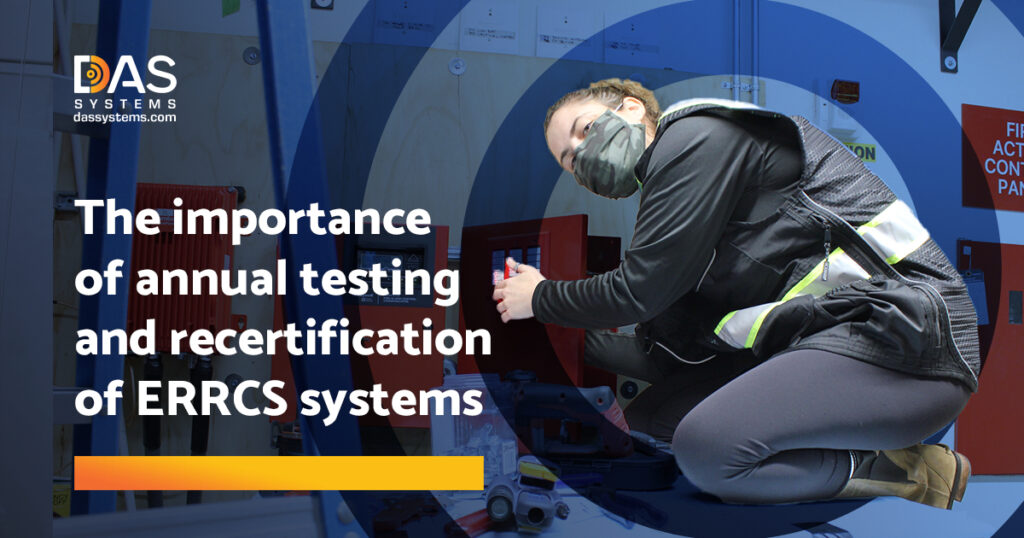 DAS
SYSTEMS
dassystems.com
The importance
of annual testing
and recertification
of ERRCS systems
FIR
ACT
CONT
PAN